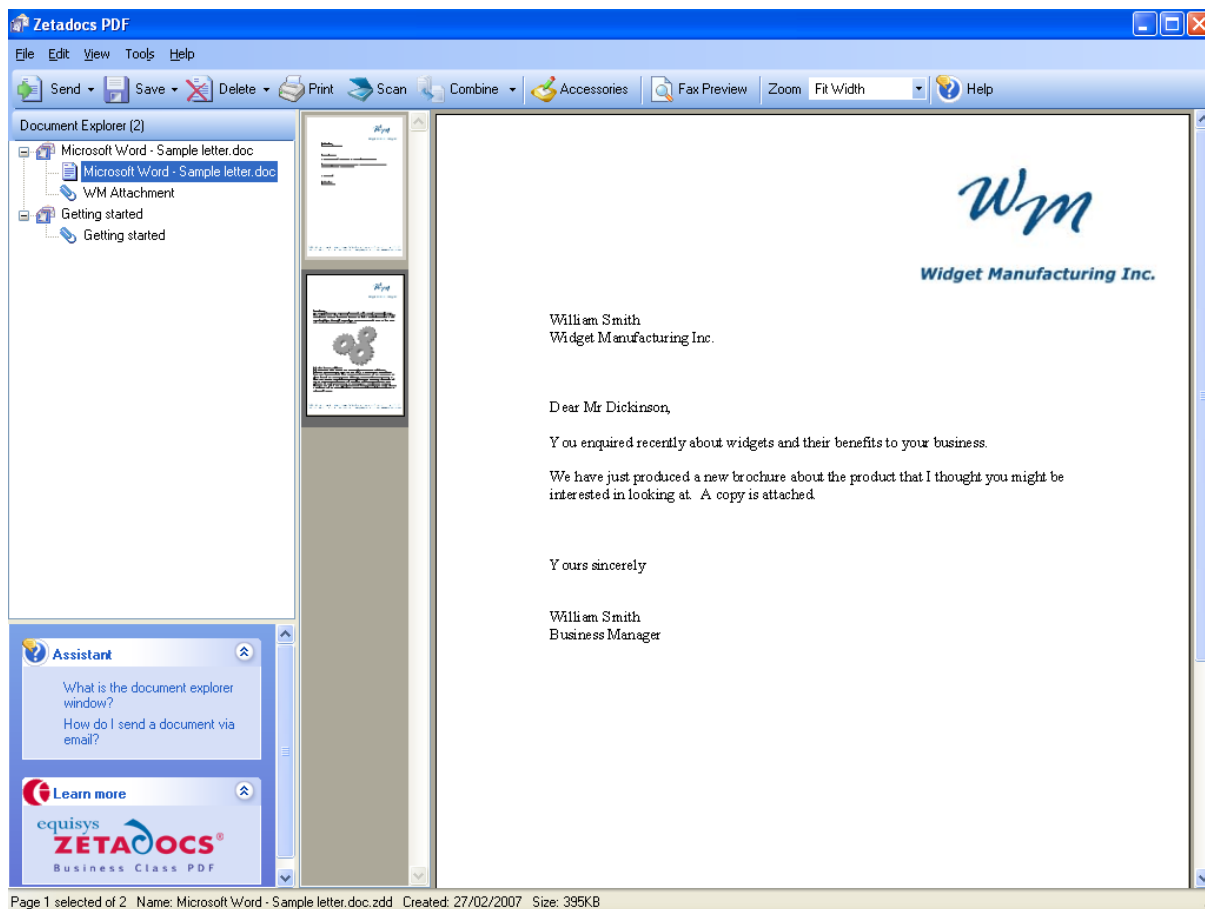 Zetadocs PDF
File Edit View Tools Help
Send Save Delete Print Scan Combine Accessories Fax Preview Zoom Fit Width Help
Document Explorer (2)
Microsoft Word - Sample letter.doc
Microsoft Word - Sample letter.doc
WM Attachment
Getting started
Getting started
Assistant
What is the document explorer
window?
How do I send a document via
email?
Learn more
equisys
ZETADOCS®
Business Class PDF
Wm
Widget Manufacturing Inc.
William Smith
Widget Manufacturing Inc.
Dear Mr Dickinson,
You enquired recently about widgets and their benefits to your business.
We have just produced a new brochure about the product that I thought you might be
interested in looking at. A copy is attached.
Yours sincerely
William Smith
Business Manager
Page 1 selected of 2 Name: Microsoft Word - Sample letter.doc.zdd Created: 27/02/2007 Size: 395KB